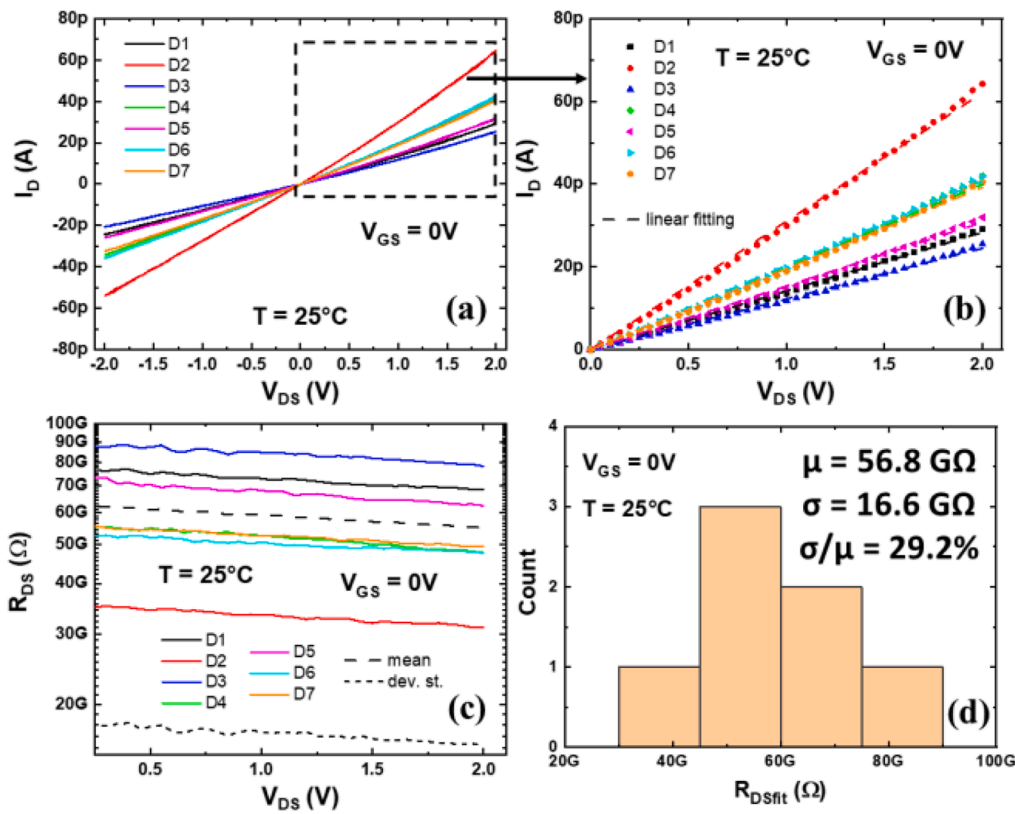 80p
60p
40p
20p
0
-20p
-40p
-60p
-80p
I_D (A)
D1
D2
D3
D4
D5
D6
D7
V_GS = 0V
T = 25°C
(a)
-2.0 -1.5 -1.0 -0.5 0.0 0.5 1.0 1.5 2.0
V_DS (V)
80p
60p
40p
20p
0
I_D (A)
D1
D2
D3
D4
D5
D6
D7
linear fitting
T = 25°C
V_GS = 0V
(b)
0.0 0.5 1.0 1.5 2.0
V_DS (V)
100G
90G
80G
70G
60G
50G
40G
30G
20G
R_DS (Ω)
T = 25°C
V_GS = 0V
D1
D2
D3
D4
D5
D6
D7
mean
dev. st.
(c)
0.5 1.0 1.5 2.0
V_DS (V)
4
3
2
1
0
Count
V_GS = 0V
T = 25°C
μ = 56.8 GΩ
σ = 16.6 GΩ
σ/μ = 29.2%
(d)
20G 40G 60G 80G 100G
R_DSfit (Ω)